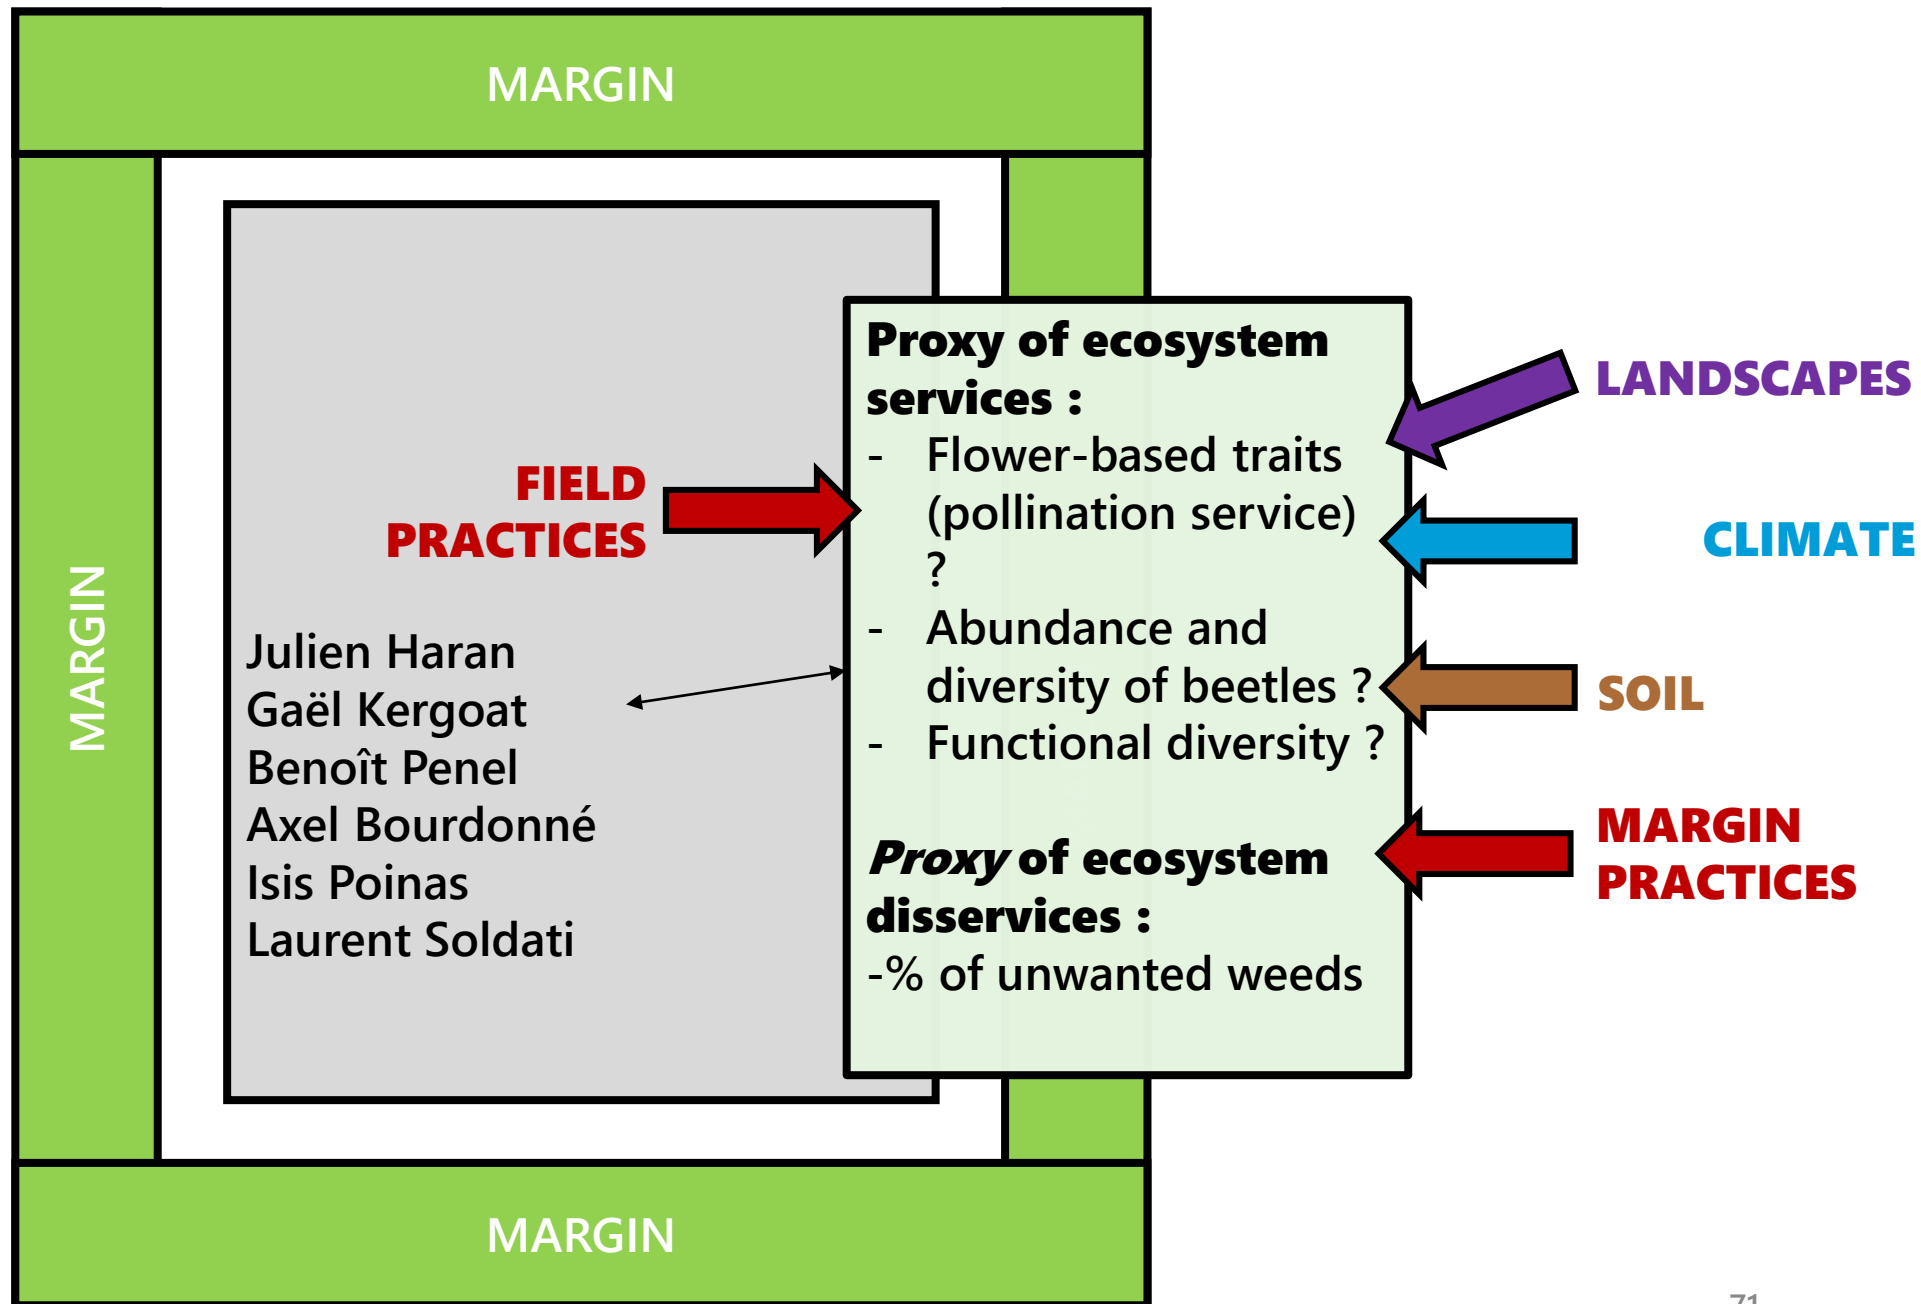 MARGIN
MARGIN
FIELD
PRACTICES
Julien Haran
Gaël Kergoat
Benoît Penel
Axel Bourdonné
Isis Poinas
Laurent Soldati
Proxy of ecosystem
services :
- Flower-based traits
(pollination service)
?
- Abundance and
diversity of beetles ?
- Functional diversity ?
Proxy of ecosystem
disservices :
-% of unwanted weeds
LANDSCAPES
CLIMATE
SOIL
MARGIN
PRACTICES
MARGIN
71